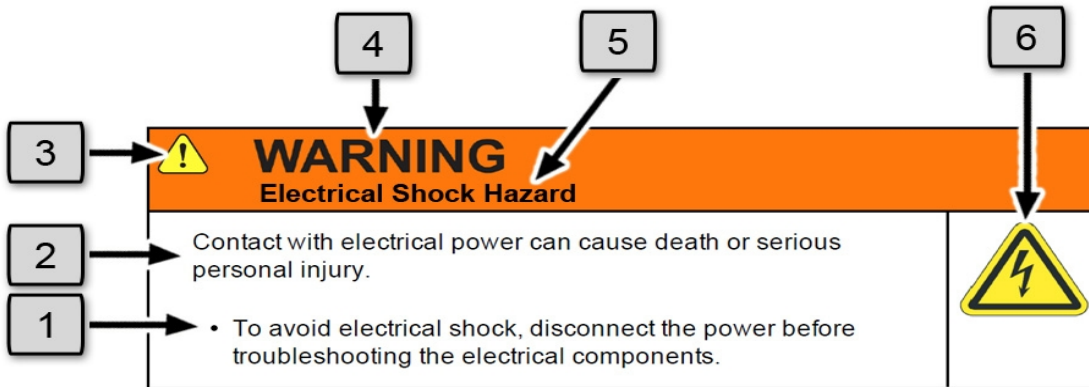 4
5
6
3
WARNING
Electrical Shock Hazard
2
Contact with electrical power can cause death or serious
personal injury.
1
• To avoid electrical shock, disconnect the power before
troubleshooting the electrical components.